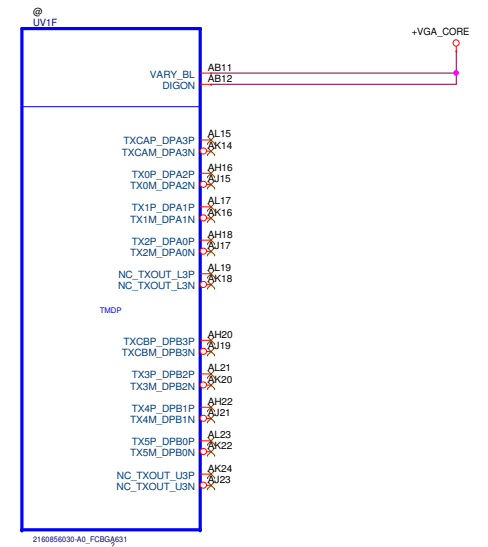 @
UV1F
+VGA_CORE
VARY_BL AB11
DIGON AB12
TXCAP_DPA3P AL15
TXCAM_DPA3N AK14
TX0P_DPA2P AH16
TX0M_DPA2N AJ15
TX1P_DPA1P AL17
TX1M_DPA1N AK16
TX2P_DPA0P AH18
TX2M_DPA0N AJ17
NC_TXOUT_L3P AL19
NC_TXOUT_L3N AK18
TMDP
TXCBP_DPB3P AH20
TXCBM_DPB3N AJ19
TX3P_DPB2P AL21
TX3M_DPB2N AK20
TX4P_DPB1P AH22
TX4M_DPB1N AJ21
TX5P_DPB0P AL23
TX5M_DPB0N AK22
NC_TXOUT_U3P AK24
NC_TXOUT_U3N AJ23
2160856030-A0_FCBGA631
?